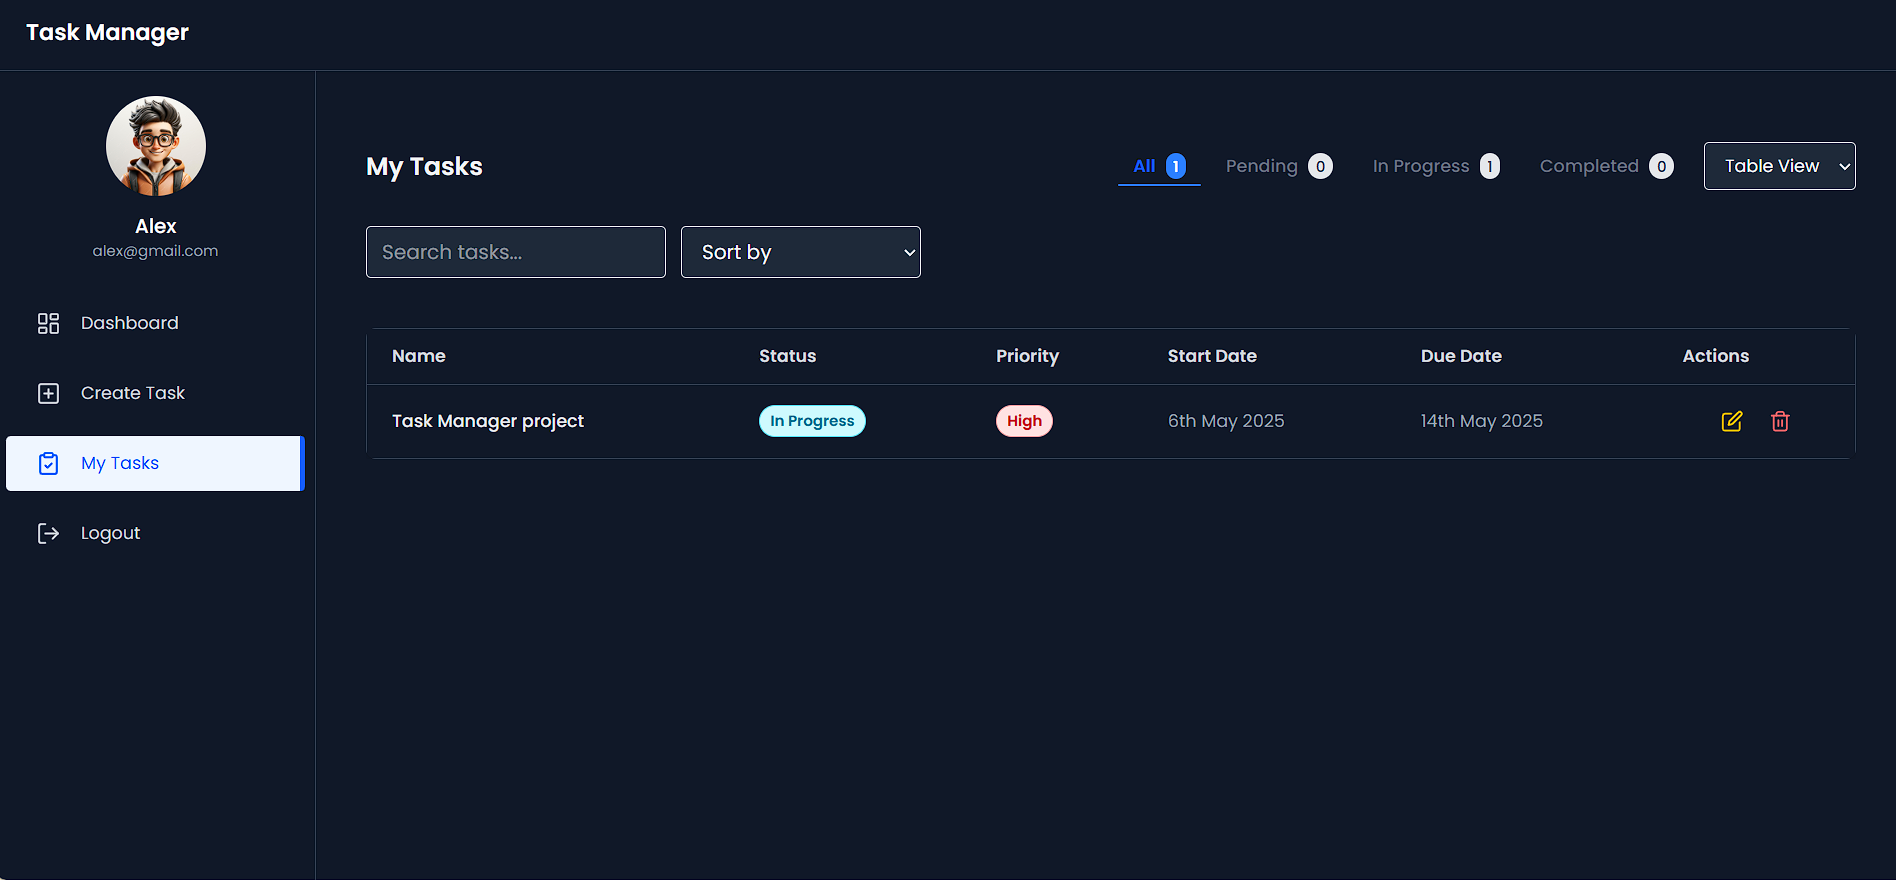 Task Manager
Alex
alex@gmail.com
Dashboard
Create Task
My Tasks
Logout
My Tasks
All 1 Pending 0 In Progress 1 Completed 0 Table View
Search tasks... Sort by
Name Status Priority Start Date Due Date Actions
Task Manager project In Progress High 6th May 2025 14th May 2025